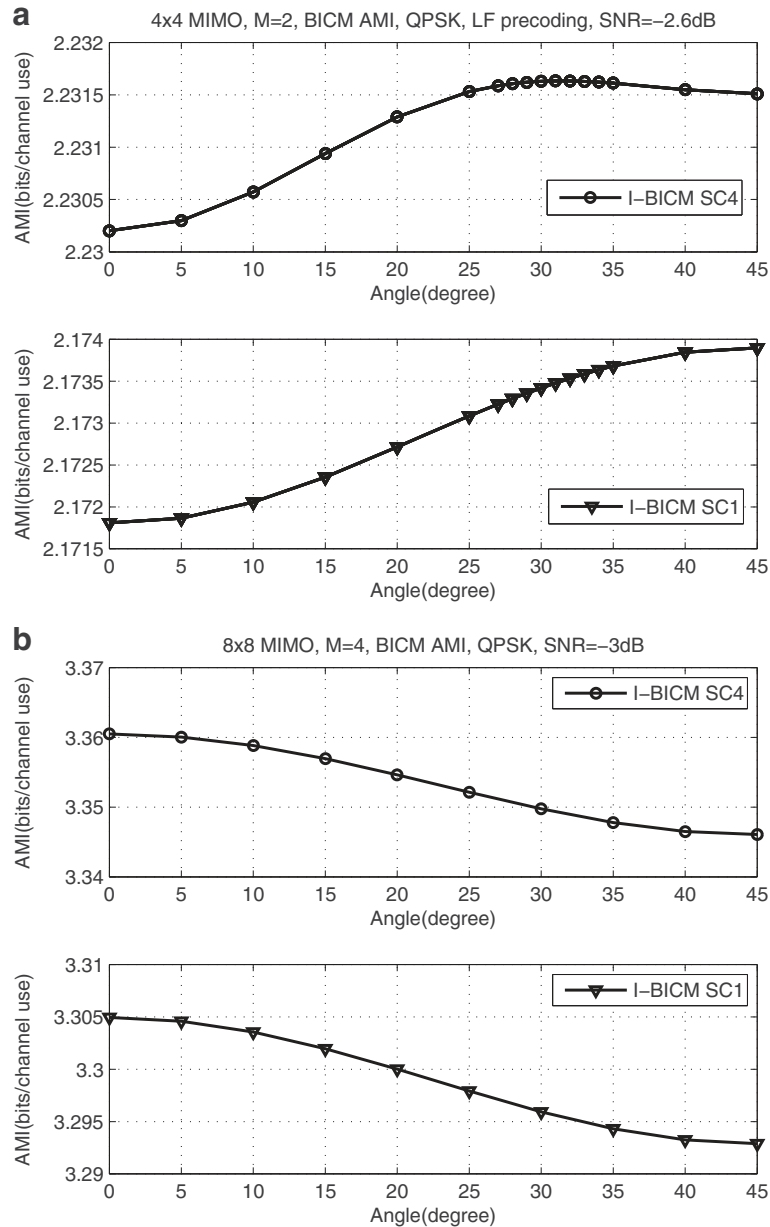 a
4x4 MIMO, M=2, BICM AMI, QPSK, LF precoding, SNR=−2.6dB
AMI(bits/channel use)
2.232
2.2315
2.231
2.2305
2.23
I−BICM SC4
0 5 10 15 20 25 30 35 40 45
Angle(degree)
AMI(bits/channel use)
2.174
2.1735
2.173
2.1725
2.172
2.1715
I−BICM SC1
0 5 10 15 20 25 30 35 40 45
Angle(degree)
b
8x8 MIMO, M=4, BICM AMI, QPSK, SNR=−3dB
AMI(bits/channel use)
3.37
3.36
3.35
3.34
I−BICM SC4
0 5 10 15 20 25 30 35 40 45
Angle(degree)
AMI(bits/channel use)
3.31
3.305
3.3
3.295
3.29
I−BICM SC1
0 5 10 15 20 25 30 35 40 45
Angle(degree)